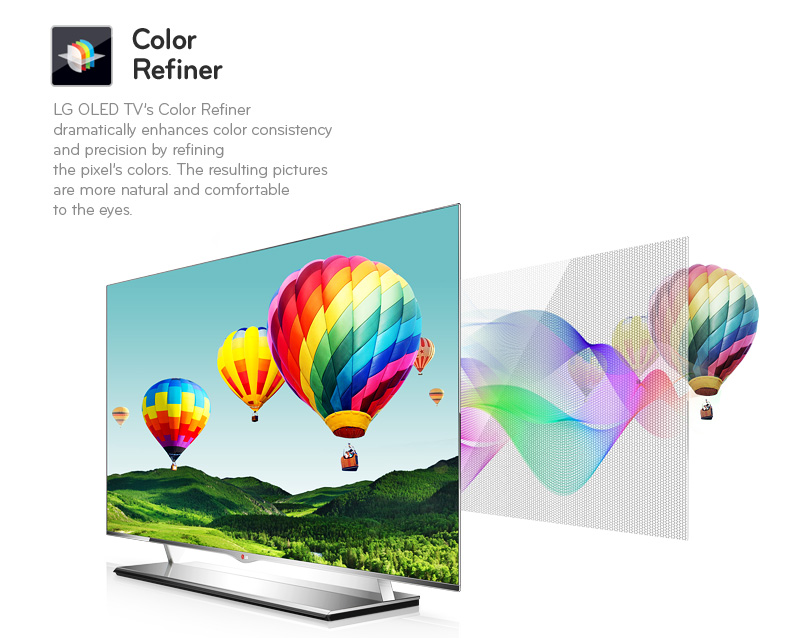 Color
Refiner
LG OLED TV's Color Refiner
dramatically enhances color consistency
and precision by refining
the pixel's colors. The resulting pictures
are more natural and comfortable
to the eyes.